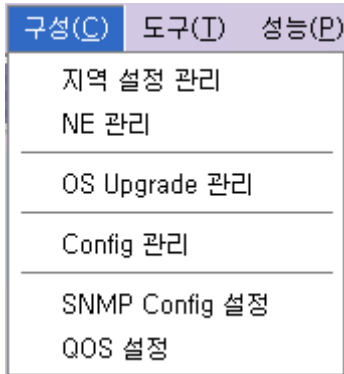 구성(C) 도구(T) 성능(P)
지역 설정 관리
NE 관리
OS Upgrade 관리
Config 관리
SNMP Config 설정
QOS 설정